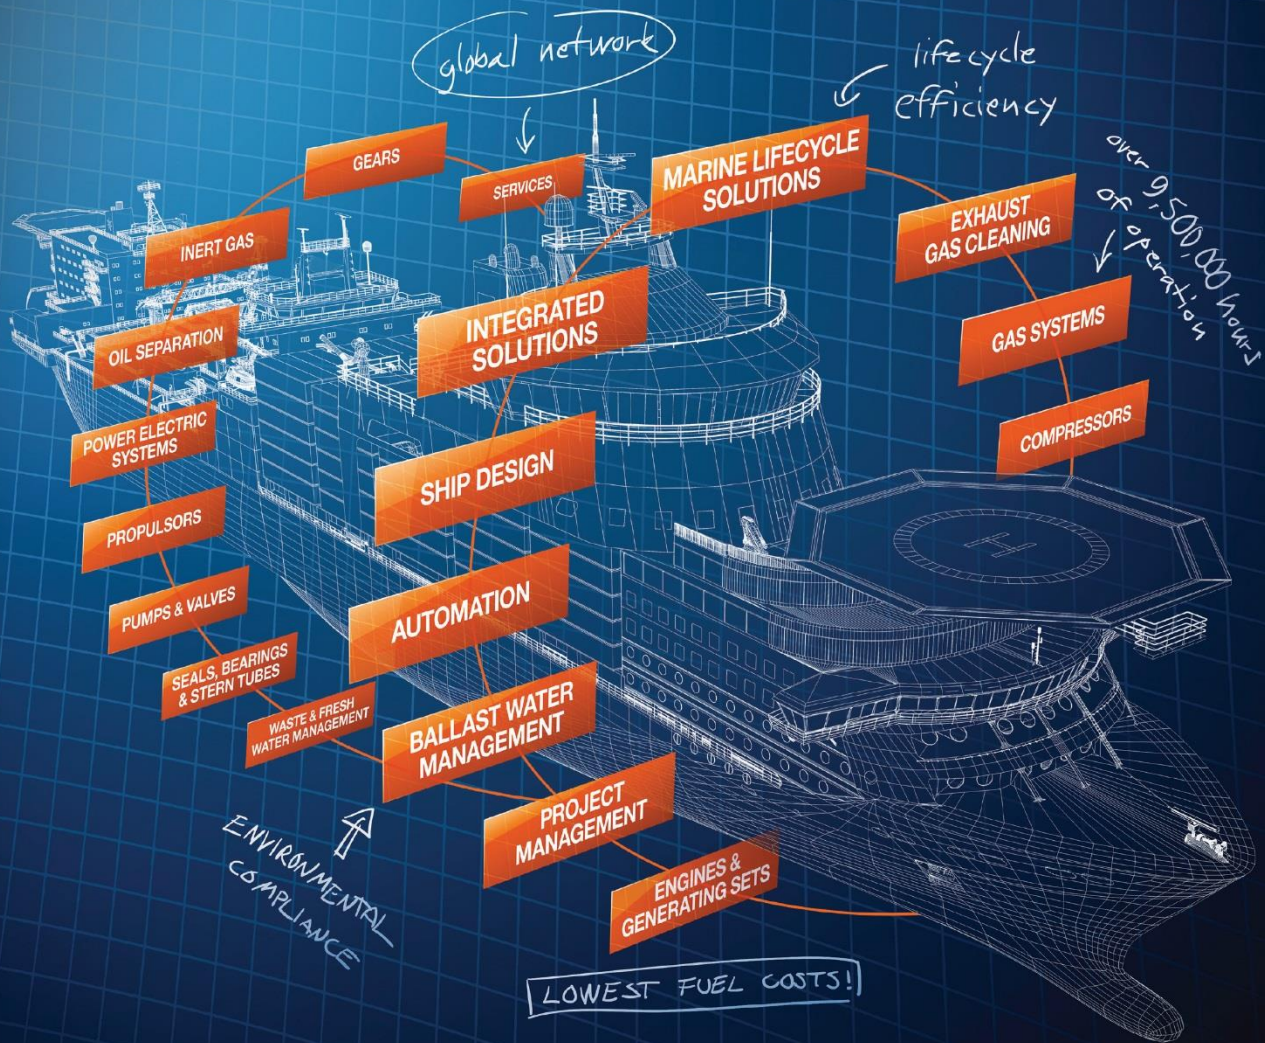 global network
lifecycle
efficiency
over 9,500,000 hours
of operation
GEARS
SERVICES
MARINE LIFECYCLE
SOLUTIONS
EXHAUST
GAS CLEANING
INERT GAS
INTEGRATED
SOLUTIONS
GAS SYSTEMS
OIL SEPARATION
COMPRESSORS
POWER ELECTRIC
SYSTEMS
SHIP DESIGN
PROPULSORS
H
PUMPS & VALVES
AUTOMATION
SEALS, BEARINGS
& STERN TUBES
WASTE & FRESH
WATER MANAGEMENT
BALLAST WATER
MANAGEMENT
PROJECT
MANAGEMENT
ENVIRONMENTAL
COMPLIANCE
ENGINES &
GENERATING SETS
LOWEST FUEL COSTS!